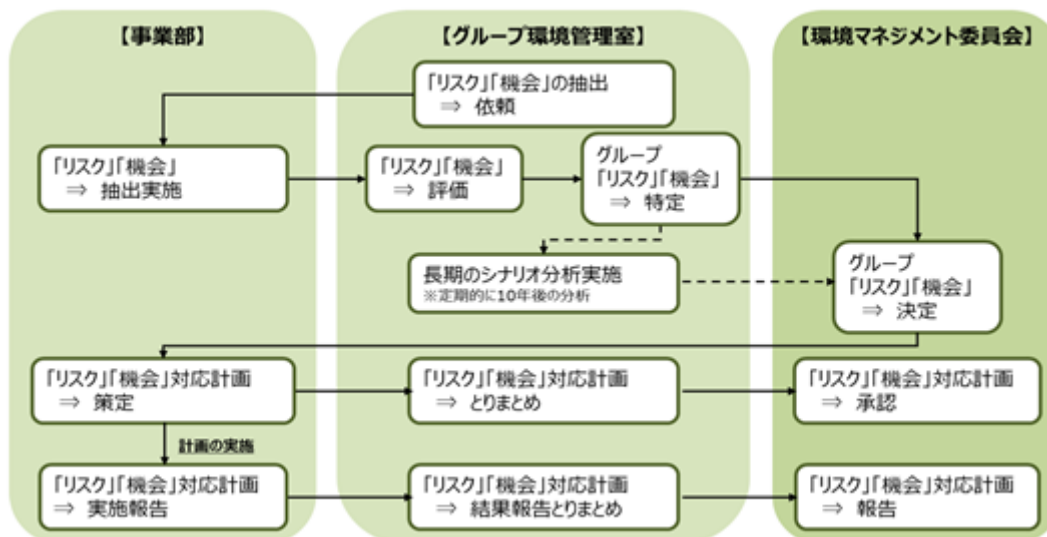 【事業部】
【グループ環境管理室】
【環境マネジメント委員会】
「リスク」「機会」の抽出
⇒ 依頼
「リスク」「機会」
⇒ 抽出実施
「リスク」「機会」
⇒ 評価
グループ
「リスク」「機会」
⇒ 特定
長期のシナリオ分析実施
※定期的に10年後の分析
グループ
「リスク」「機会」
⇒ 決定
「リスク」「機会」対応計画
⇒ 策定
「リスク」「機会」対応計画
⇒ とりまとめ
「リスク」「機会」対応計画
⇒ 承認
計画の実施
「リスク」「機会」対応計画
⇒ 実施報告
「リスク」「機会」対応計画
⇒ 結果報告とりまとめ
「リスク」「機会」対応計画
⇒ 報告